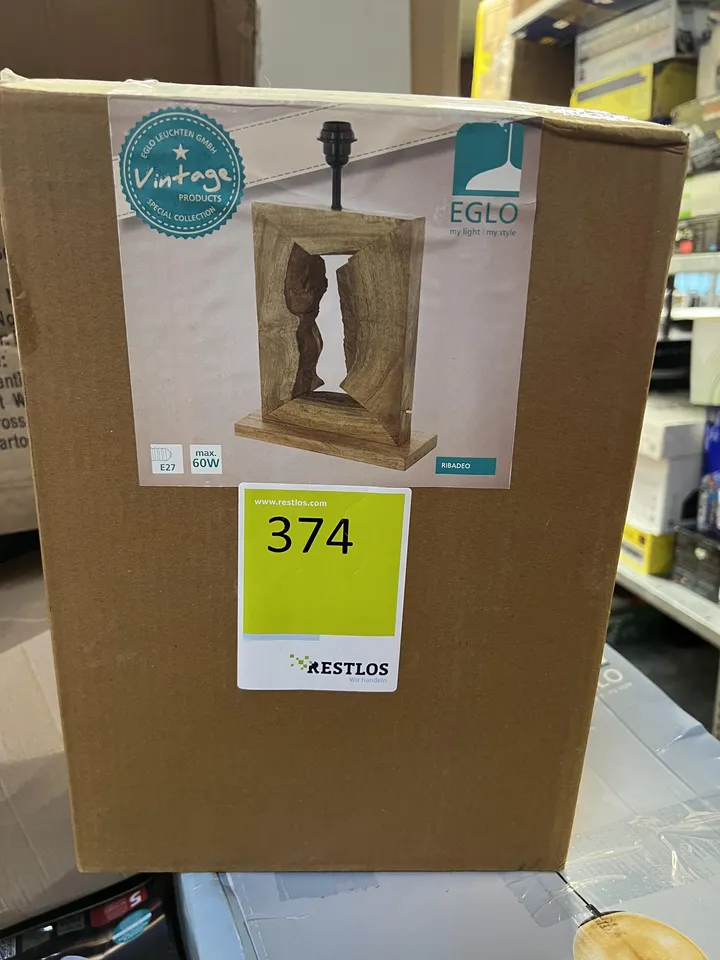 EGLO LEUCHTEN GMBH
Vintage
PRODUCTS
SPECIAL COLLECTION
EGLO
my light | my style
E27
max.
60W
RIBADEO
www.restlos.com
374
RESTLOS
Wir handeln
S